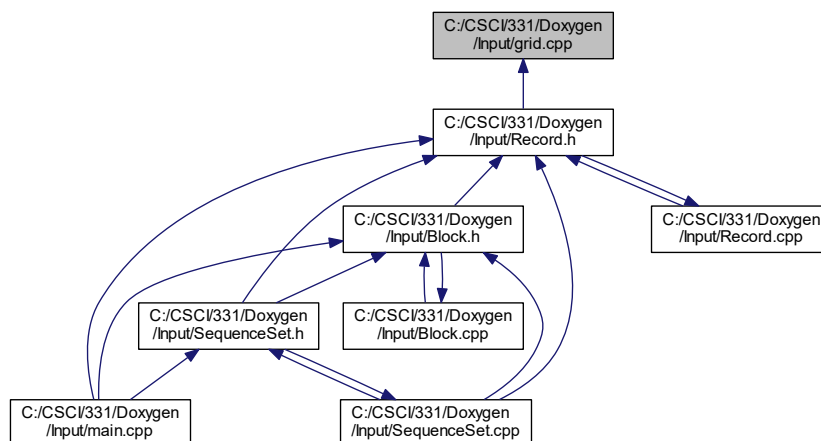 C:/CSCI/331/Doxygen
/Input/grid.cpp
C:/CSCI/331/Doxygen
/Input/Record.h
C:/CSCI/331/Doxygen
/Input/Block.h
C:/CSCI/331/Doxygen
/Input/Record.cpp
C:/CSCI/331/Doxygen
/Input/SequenceSet.h
C:/CSCI/331/Doxygen
/Input/Block.cpp
C:/CSCI/331/Doxygen
/Input/main.cpp
C:/CSCI/331/Doxygen
/Input/SequenceSet.cpp